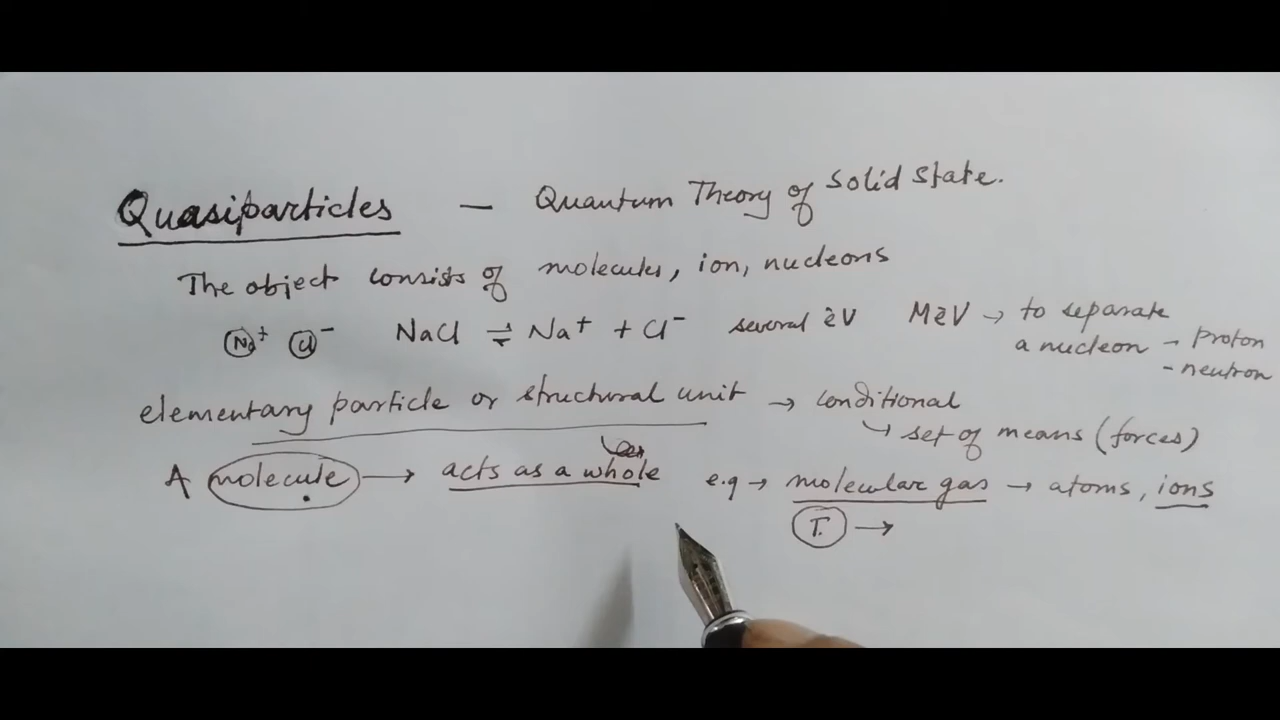 Quasiparticles — Quantum Theory of Solid State.
The object consists of molecules, ion, nucleons
Na+ Cl− NaCl ⇌ Na+ + Cl− several eV MeV → to separate
a nucleon - proton
- neutron
elementary particle or structural unit → conditional
↳ set of means (forces)
A molecule → acts as a whole e.g → molecular gas → atoms, ions
T. →